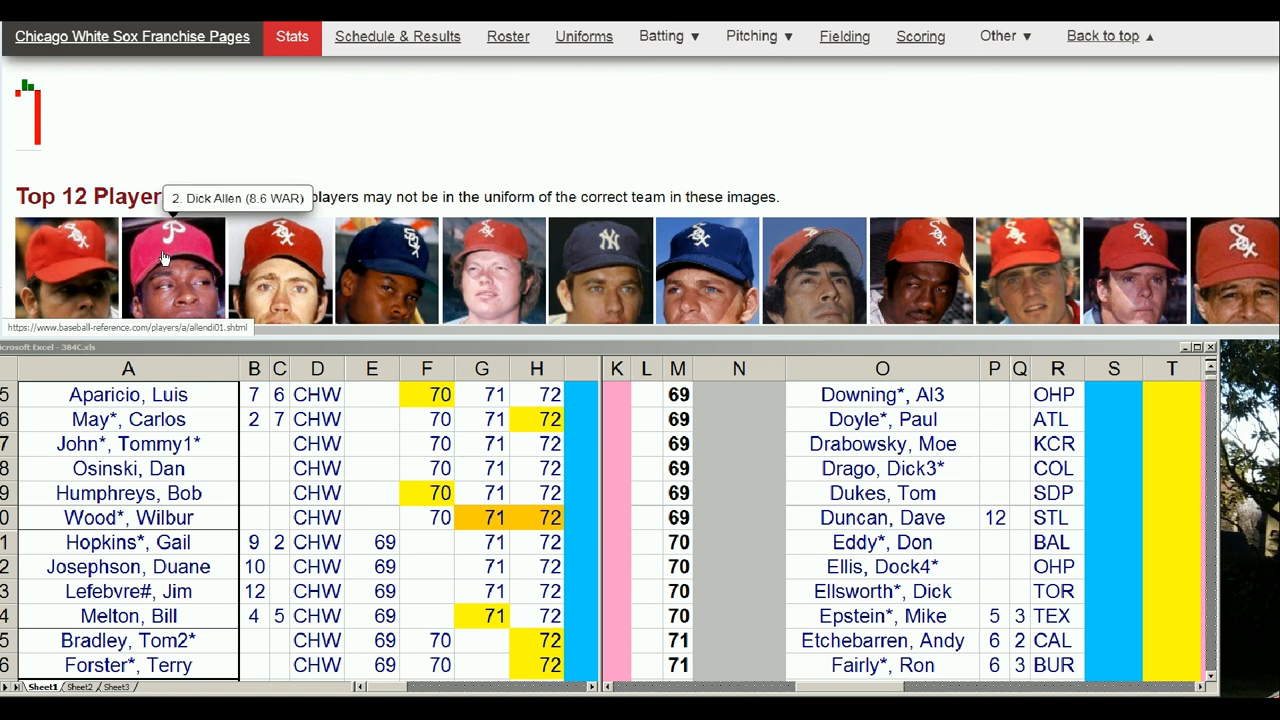 Chicago White Sox Franchise Pages Stats Schedule & Results Roster Uniforms Batting ▼ Pitching ▼ Fielding Scoring Other ▼ Back to top ▲
Top 12 Player players may not be in the uniform of the correct team in these images.
2. Dick Allen (8.6 WAR)
https://www.baseball-reference.com/players/a/allendi01.shtml
icrosoft Excel - 384C.xls
A B C D E F G H K L M N O P Q R S T
5 Aparicio, Luis 7 6 CHW 70 71 72 69 Downing*, Al3 OHP
6 May*, Carlos 2 7 CHW 70 71 72 69 Doyle*, Paul ATL
7 John*, Tommy1* CHW 70 71 72 69 Drabowsky, Moe KCR
8 Osinski, Dan CHW 70 71 72 69 Drago, Dick3* COL
9 Humphreys, Bob CHW 70 71 72 69 Dukes, Tom SDP
0 Wood*, Wilbur CHW 70 71 72 69 Duncan, Dave 12 STL
1 Hopkins*, Gail 9 2 CHW 69 71 72 70 Eddy*, Don BAL
2 Josephson, Duane 10 CHW 69 71 72 70 Ellis, Dock4* OHP
3 Lefebvre#, Jim 12 CHW 69 71 72 70 Ellsworth*, Dick TOR
4 Melton, Bill 4 5 CHW 69 71 72 70 Epstein*, Mike 5 3 TEX
5 Bradley, Tom2* CHW 69 70 72 71 Etchebarren, Andy 6 2 CAL
6 Forster*, Terry CHW 69 70 72 71 Fairly*, Ron 6 3 BUR
Sheet1 Sheet2 Sheet3